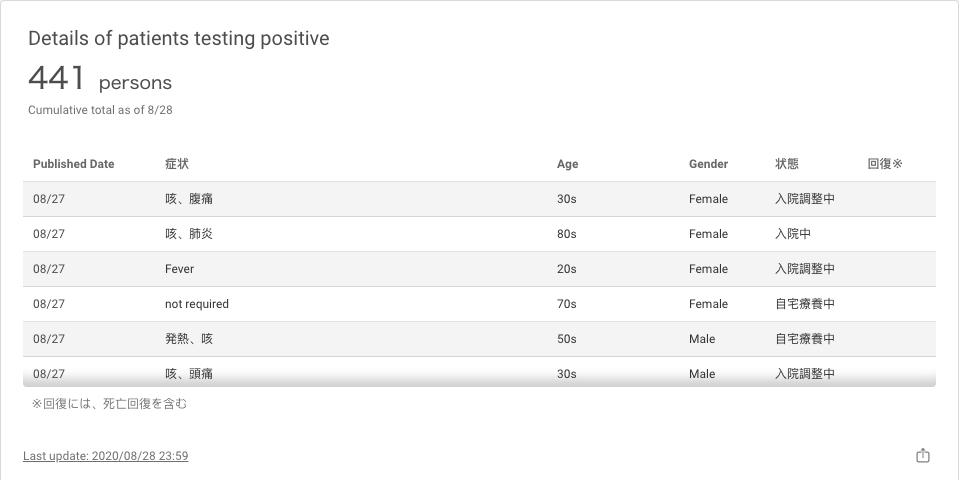 Details of patients testing positive
441 persons
Cumulative total as of 8/28
Published Date 症状 Age Gender 状態 回復※
08/27 咳、腹痛 30s Female 入院調整中
08/27 咳、肺炎 80s Female 入院中
08/27 Fever 20s Female 入院調整中
08/27 not required 70s Female 自宅療養中
08/27 発熱、咳 50s Male 自宅療養中
08/27 咳、頭痛 30s Male 入院調整中
※回復には、死亡回復を含む
Last update: 2020/08/28 23:59